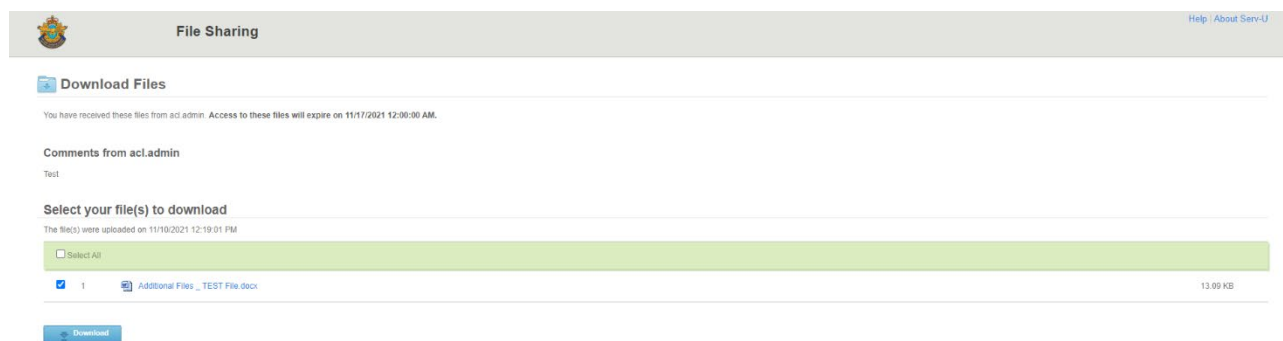 Help | About Serv-U
File Sharing
Download Files
You have received these files from acl.admin. Access to these files will expire on 11/17/2021 12:00:00 AM.
Comments from acl.admin
Test
Select your file(s) to download
The file(s) were uploaded on 11/10/2021 12:19:01 PM
Select All
1 Additional Files _ TEST File.docx 13.09 KB
Download